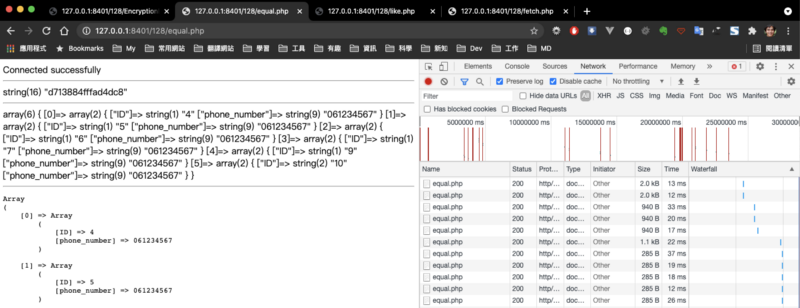 127.0.0.1:8401/128/Encryption
127.0.0.1:8401/128/equal.php
127.0.0.1:8401/128/like.php
127.0.0.1:8401/128/fetch.php
127.0.0.1:8401/128/equal.php
應用程式 Bookmarks My 常用網站 翻譯網站 學習 工具 有趣 資訊 科學 新知 Dev 工作 MD 閱讀清單
Connected successfully
string(16) "d713884fffad4dc8"
array(6) { [0]=> array(2) { ["ID"]=> string(1) "4" ["phone_number"]=> string(9) "061234567" } [1]=>
array(2) { ["ID"]=> string(1) "5" ["phone_number"]=> string(9) "061234567" } [2]=> array(2) {
["ID"]=> string(1) "6" ["phone_number"]=> string(9) "061234567" } [3]=> array(2) { ["ID"]=> string(1)
"7" ["phone_number"]=> string(9) "061234567" } [4]=> array(2) { ["ID"]=> string(1) "9"
["phone_number"]=> string(9) "061234567" } [5]=> array(2) { ["ID"]=> string(2) "10"
["phone_number"]=> string(9) "061234567" } }
Array
(
[0] => Array
(
[ID] => 4
[phone_number] => 061234567
)
[1] => Array
(
[ID] => 5
[phone_number] => 061234567
)
Elements Console Sources Network Performance Memory » 1
Preserve log Disable cache No throttling
Filter Hide data URLs All XHR JS CSS Img Media Font Doc WS Manifest Other
Has blocked cookies Blocked Requests
5000000 ms 10000000 ms 15000000 ms 20000000 ms 25000000 ms 3000000
Name Status Prot... Type Initiator Size Time Waterfall
equal.php 200 http/... doc... Other 2.0 kB 13 ms
equal.php 200 http/... doc... Other 2.0 kB 12 ms
equal.php 200 http/... doc... Other 940 B 33 ms
equal.php 200 http/... doc... Other 940 B 20 ms
equal.php 200 http/... doc... Other 940 B 17 ms
equal.php 200 http/... doc... Other 1.1 kB 22 ms
equal.php 200 http/... doc... Other 285 B 37 ms
equal.php 200 http/... doc... Other 285 B 19 ms
equal.php 200 http/... doc... Other 285 B 18 ms
equal.php 200 http/... doc... Other 285 B 12 ms
equal.php 200 http/... doc... Other 285 B 26 ms